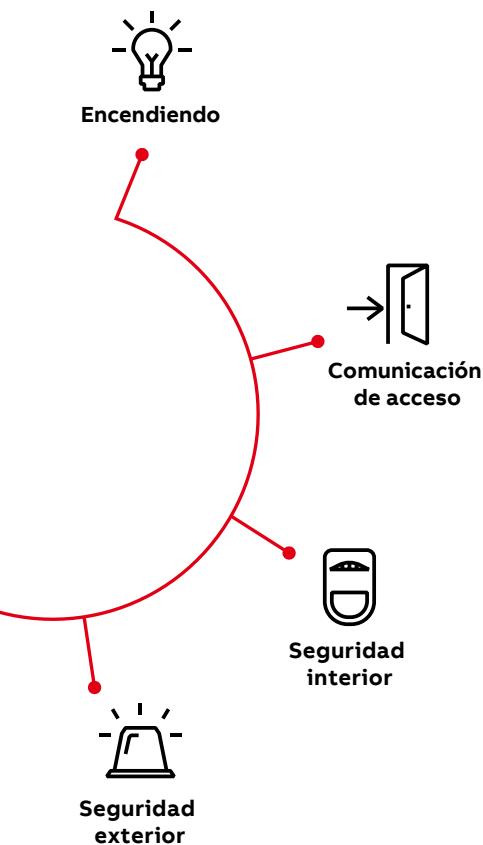 Encendiendo
Comunicación
de acceso
Seguridad
interior
Seguridad
exterior